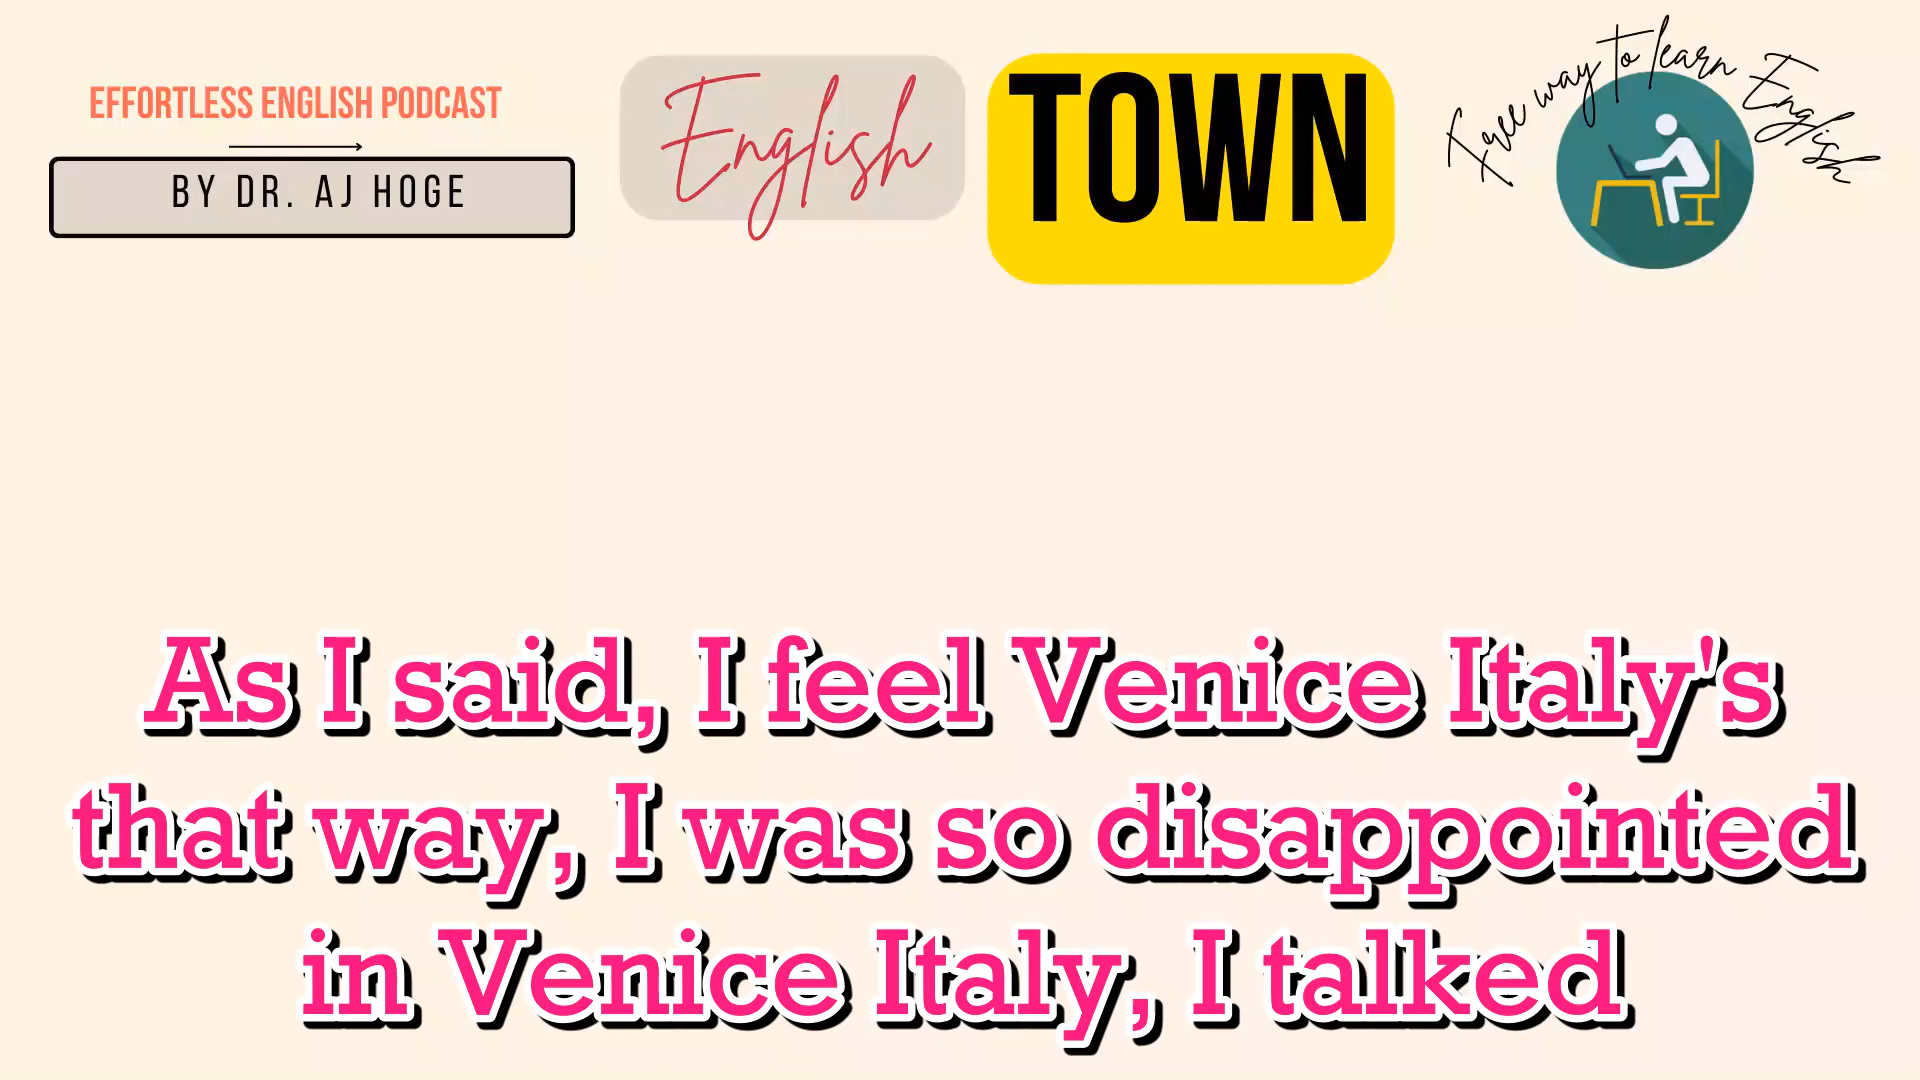 EFFORTLESS ENGLISH PODCAST
BY DR. AJ HOGE
English
TOWN
Free way to learn English
As I said, I feel Venice Italy's
that way, I was so disappointed
in Venice Italy, I talked